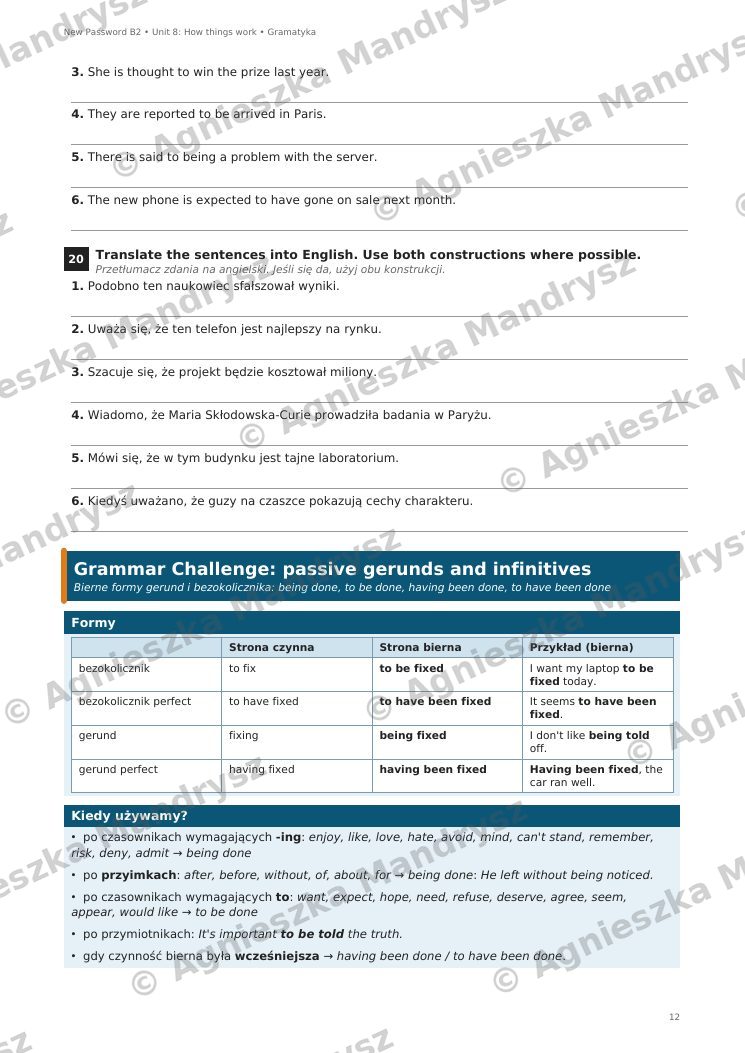 New Password B2 • Unit 8: How things work • Gramatyka
3. She is thought to win the prize last year.
4. They are reported to be arrived in Paris.
5. There is said to being a problem with the server.
6. The new phone is expected to have gone on sale next month.
20 Translate the sentences into English. Use both constructions where possible.
Przetłumacz zdania na angielski. Jeśli się da, użyj obu konstrukcji.
1. Podobno ten naukowiec sfałszował wyniki.
2. Uważa się, że ten telefon jest najlepszy na rynku.
3. Szacuje się, że projekt będzie kosztował miliony.
4. Wiadomo, że Maria Skłodowska-Curie prowadziła badania w Paryżu.
5. Mówi się, że w tym budynku jest tajne laboratorium.
6. Kiedyś uważano, że guzy na czaszce pokazują cechy charakteru.
Grammar Challenge: passive gerunds and infinitives
Bierne formy gerund i bezokolicznika: being done, to be done, having been done, to have been done
Formy
Strona czynna Strona bierna Przykład (bierna)
bezokolicznik to fix to be fixed I want my laptop to be
fixed today.
bezokolicznik perfect to have fixed to have been fixed It seems to have been
fixed.
gerund fixing being fixed I don't like being told
off.
gerund perfect having fixed having been fixed Having been fixed, the
car ran well.
Kiedy używamy?
• po czasownikach wymagających -ing: enjoy, like, love, hate, avoid, mind, can't stand, remember,
risk, deny, admit → being done
• po przyimkach: after, before, without, of, about, for → being done: He left without being noticed.
• po czasownikach wymagających to: want, expect, hope, need, refuse, deserve, agree, seem,
appear, would like → to be done
• po przymiotnikach: It's important to be told the truth.
• gdy czynność bierna była wcześniejsza → having been done / to have been done.
12
© Agnieszka Mandrysz